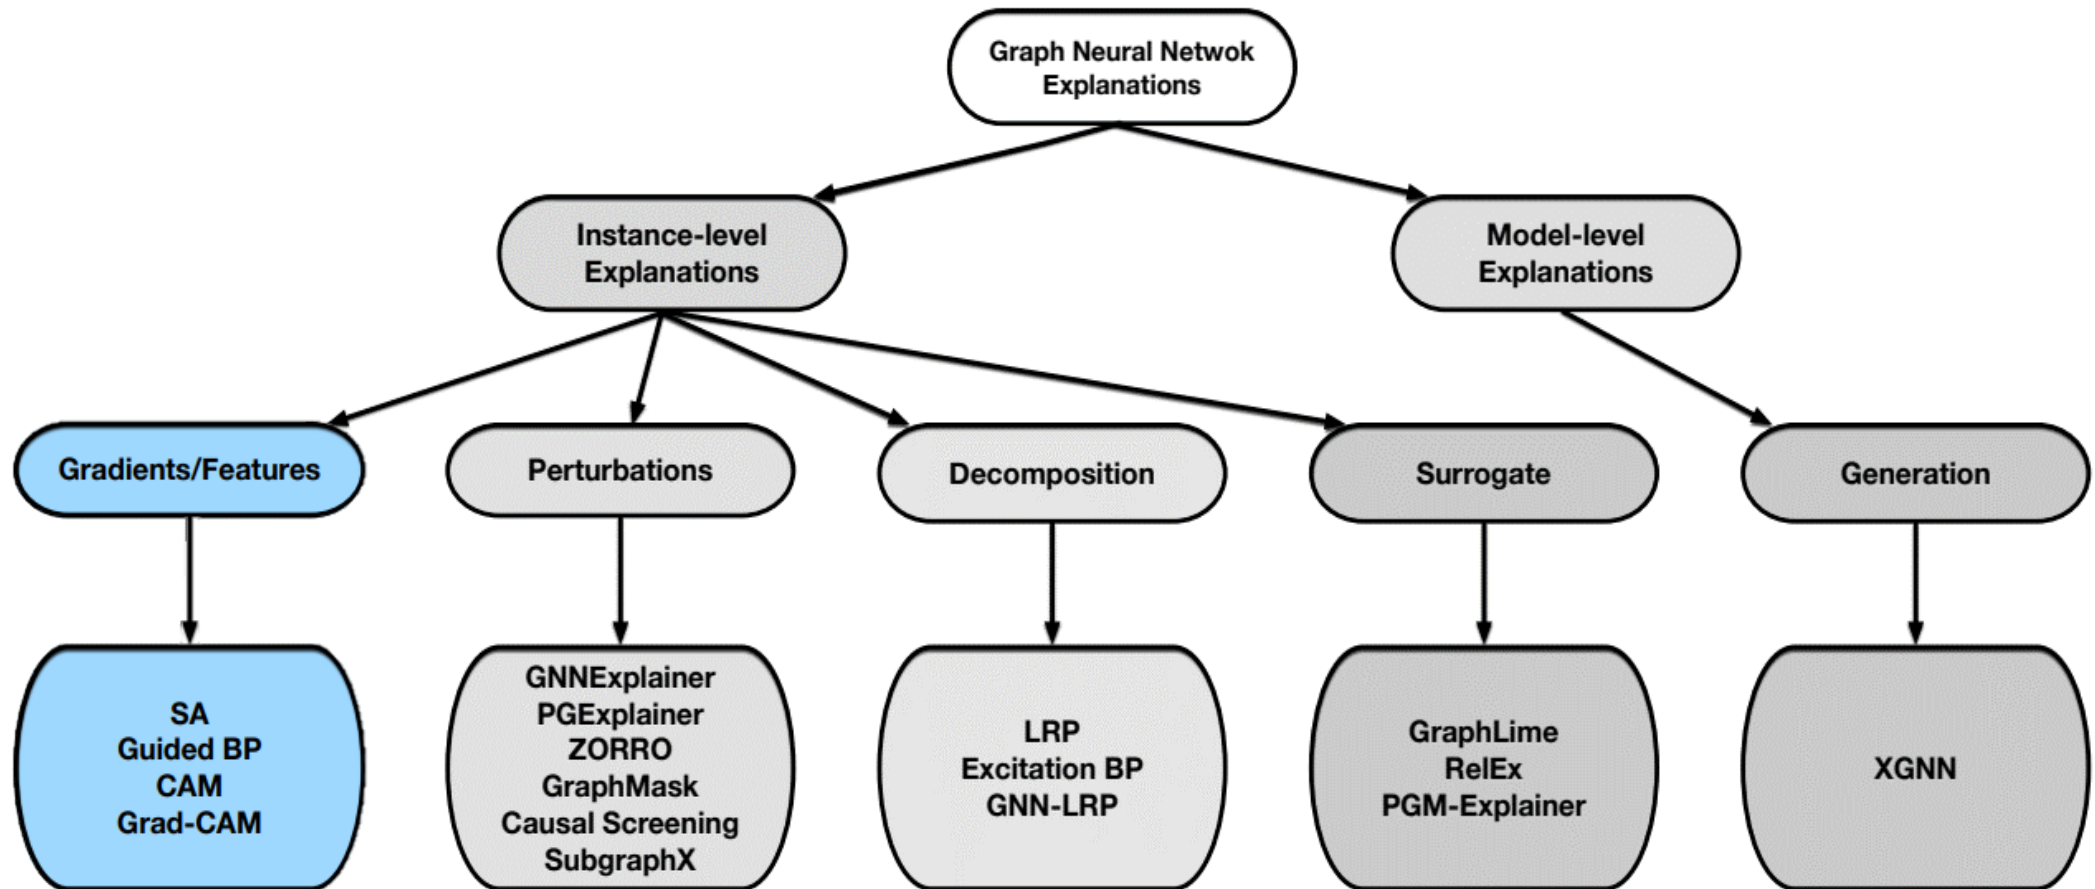 Graph Neural Netwok
Explanations
Instance-level
Explanations
Model-level
Explanations
Gradients/Features
Perturbations
Decomposition
Surrogate
Generation
SA
Guided BP
CAM
Grad-CAM
GNNExplainer
PGExplainer
ZORRO
GraphMask
Causal Screening
SubgraphX
LRP
Excitation BP
GNN-LRP
GraphLime
RelEx
PGM-Explainer
XGNN